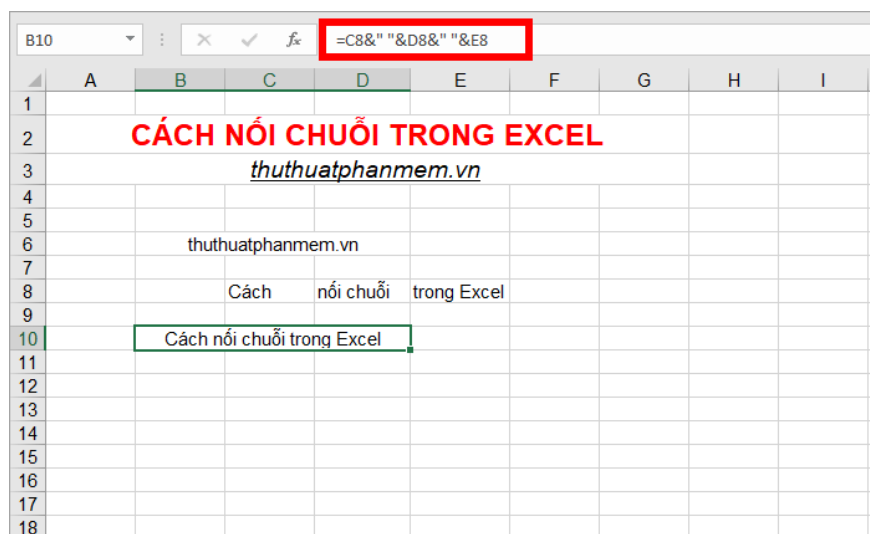 B10 fx =C8&" "&D8&" "&E8
A B C D E F G H I
1
2 CÁCH NỐI CHUỖI TRONG EXCEL
3 thuthuatphanmem.vn
4
5
6 thuthuatphanmem.vn
7
8 Cách nối chuỗi trong Excel
9
10 Cách nối chuỗi trong Excel
11
12
13
14
15
16
17
18